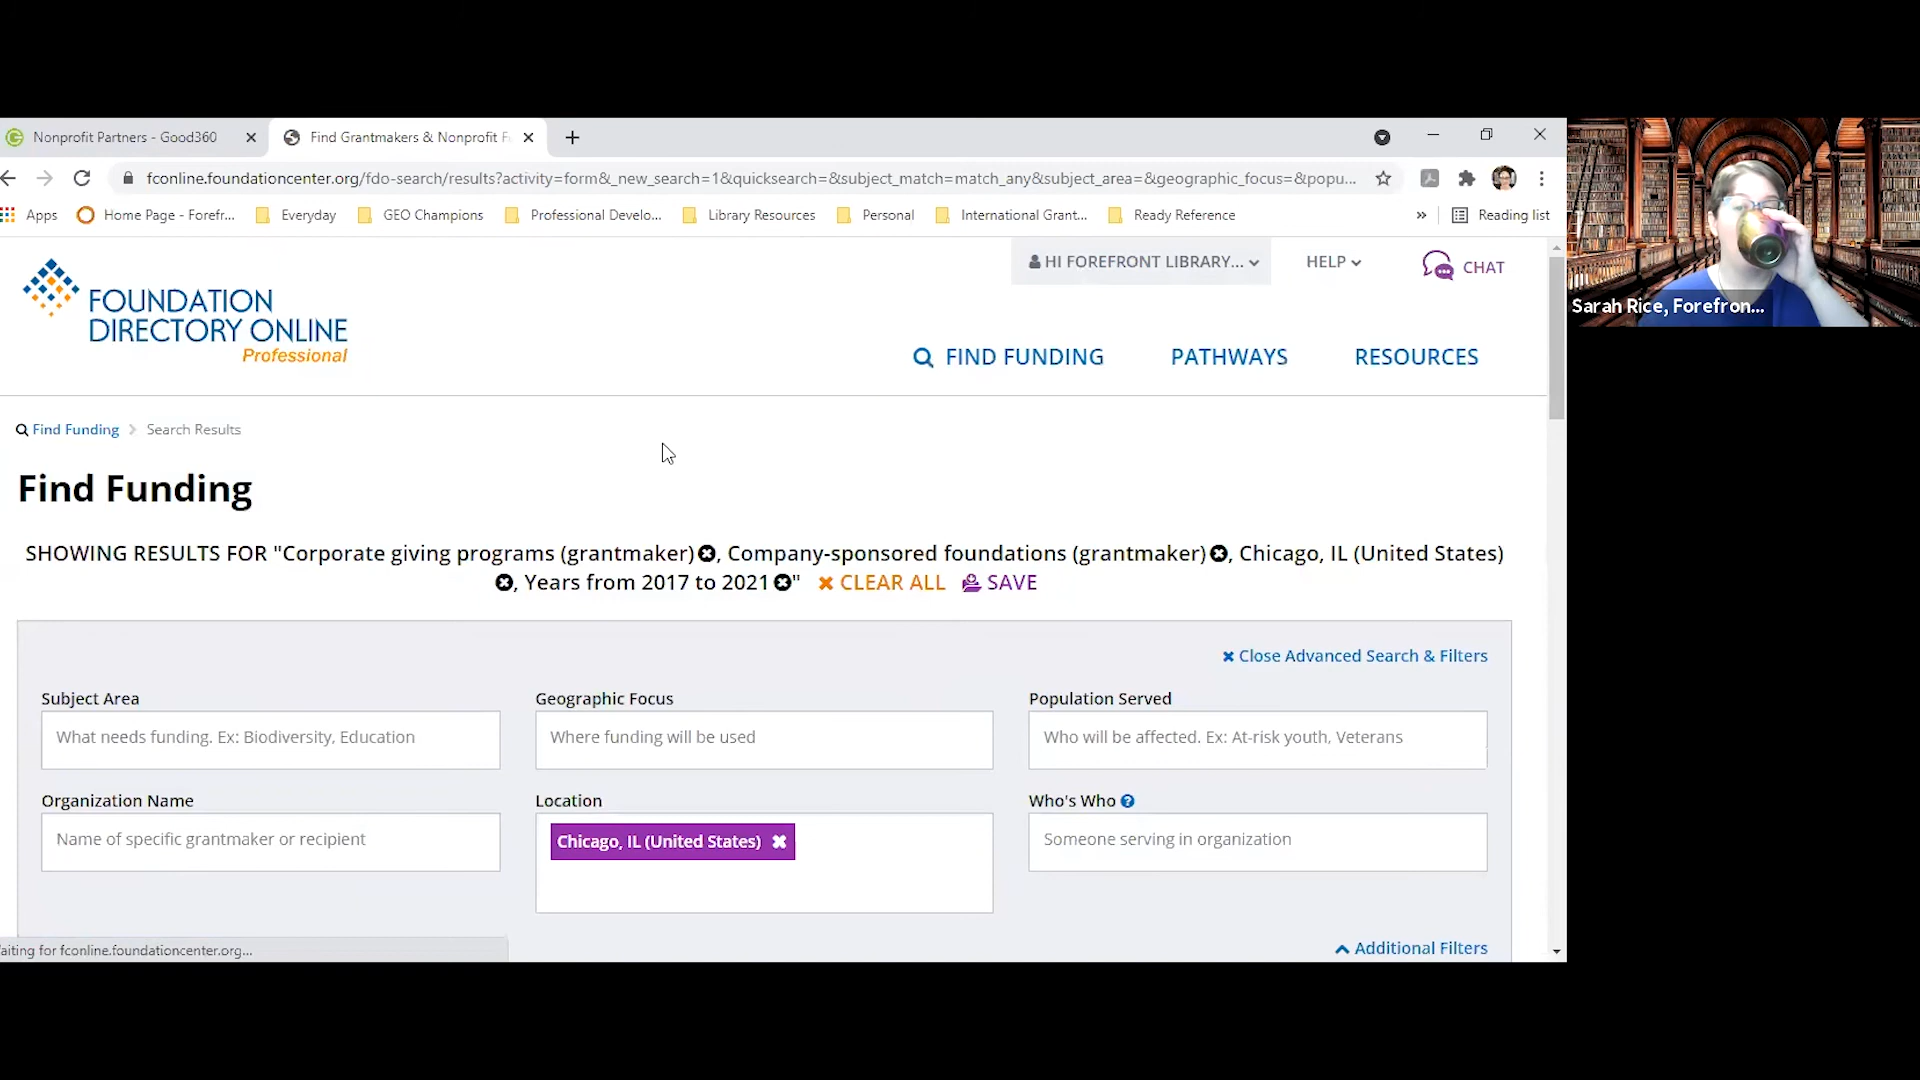 Nonprofit Partners - Good360
Find Grantmakers & Nonprofit F
fconline.foundationcenter.org/fdo-search/results?activity=form&_new_search=1&quicksearch=&subject_match=match_any&subject_area=&geographic_focus=&popu...
Apps Home Page - Forefr... Everyday GEO Champions Professional Develo... Library Resources Personal International Grant... Ready Reference » Reading list
HI FOREFRONT LIBRARY... HELP CHAT
FOUNDATION
DIRECTORY ONLINE
Professional
FIND FUNDING PATHWAYS RESOURCES
Sarah Rice, Forefron...
Find Funding Search Results
Find Funding
SHOWING RESULTS FOR "Corporate giving programs (grantmaker), Company-sponsored foundations (grantmaker), Chicago, IL (United States)
, Years from 2017 to 2021" CLEAR ALL SAVE
Close Advanced Search & Filters
Subject Area Geographic Focus Population Served
What needs funding. Ex: Biodiversity, Education Where funding will be used Who will be affected. Ex: At-risk youth, Veterans
Organization Name Location Who's Who ?
Name of specific grantmaker or recipient Chicago, IL (United States) Someone serving in organization
Additional Filters
aiting for fconline.foundationcenter.org...